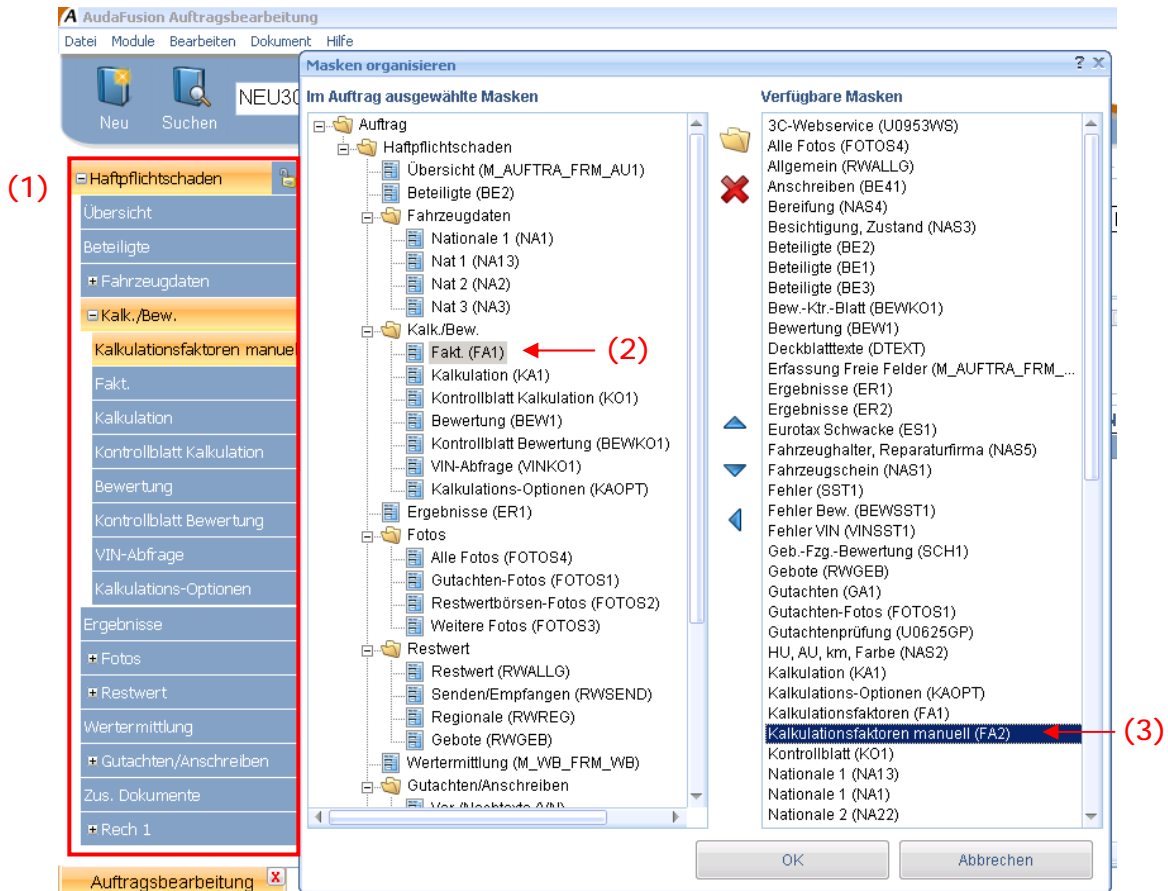 AudaFusion Auftragsbearbeitung
Datei Module Bearbeiten Dokument Hilfe
Neu
Suchen
NEU30
(1)
Haftpflichtschaden
Übersicht
Beteiligte
Fahrzeugdaten
Kalk./Bew.
Kalkulationsfaktoren manuel
Fakt.
Kalkulation
Kontrollblatt Kalkulation
Bewertung
Kontrollblatt Bewertung
VIN-Abfrage
Kalkulations-Optionen
Ergebnisse
Fotos
Restwert
Wertermittlung
Gutachten/Anschreiben
Zus. Dokumente
Rech 1
Auftragsbearbeitung
Masken organisieren
Im Auftrag ausgewählte Masken
Auftrag
Haftpflichtschaden
Übersicht (M_AUFTRA_FRM_AU1)
Beteiligte (BE2)
Fahrzeugdaten
Nationale 1 (NA1)
Nat 1 (NA13)
Nat 2 (NA2)
Nat 3 (NA3)
Kalk./Bew.
Fakt. (FA1)
(2)
Kalkulation (KA1)
Kontrollblatt Kalkulation (KO1)
Bewertung (BEW1)
Kontrollblatt Bewertung (BEWKO1)
VIN-Abfrage (VINKO1)
Kalkulations-Optionen (KAOPT)
Ergebnisse (ER1)
Fotos
Alle Fotos (FOTOS4)
Gutachten-Fotos (FOTOS1)
Restwertbörsen-Fotos (FOTOS2)
Weitere Fotos (FOTOS3)
Restwert
Restwert (RWALLG)
Senden/Empfangen (RWSEND)
Regionale (RWREG)
Gebote (RWGEB)
Wertermittlung (M_WB_FRM_WB)
Gutachten/Anschreiben
Verfügbare Masken
3C-Webservice (U0953WS)
Alle Fotos (FOTOS4)
Allgemein (RWALLG)
Anschreiben (BE41)
Bereifung (NAS4)
Besichtigung, Zustand (NAS3)
Beteiligte (BE2)
Beteiligte (BE1)
Beteiligte (BE3)
Bew.-Ktr.-Blatt (BEWKO1)
Bewertung (BEW1)
Deckblatttexte (DTEXT)
Erfassung Freie Felder (M_AUFTRA_FRM_...
Ergebnisse (ER1)
Ergebnisse (ER2)
Eurotax Schwacke (ES1)
Fahrzeughalter, Reparaturfirma (NAS5)
Fahrzeugschein (NAS1)
Fehler (SST1)
Fehler Bew. (BEWSST1)
Fehler VIN (VINSST1)
Geb.-Fzg.-Bewertung (SCH1)
Gebote (RWGEB)
Gutachten (GA1)
Gutachten-Fotos (FOTOS1)
Gutachtenprüfung (U0625GP)
HU, AU, km, Farbe (NAS2)
Kalkulation (KA1)
Kalkulations-Optionen (KAOPT)
Kalkulationsfaktoren (FA1)
Kalkulationsfaktoren manuell (FA2)
(3)
Kontrollblatt (KO1)
Nationale 1 (NA13)
Nationale 1 (NA1)
Nationale 2 (NA22)
OK
Abbrechen